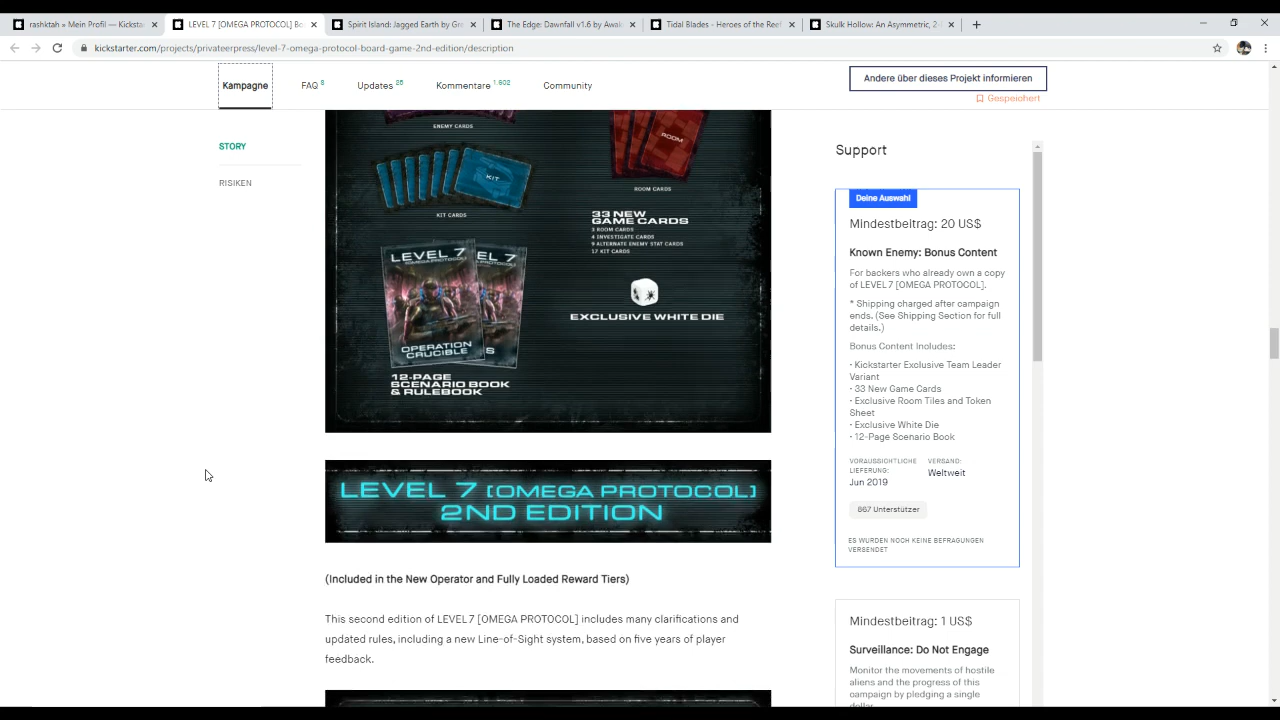 rashktah » Mein Profil — Kicksta
LEVEL 7 [OMEGA PROTOCOL] Bo
Spirit Island: Jagged Earth by Gre
The Edge: Dawnfall v1.6 by Awak
Tidal Blades - Heroes of the Reef
Skulk Hollow: An Asymmetric, 2-
kickstarter.com/projects/privateerpress/level-7-omega-protocol-board-game-2nd-edition/description
Kampagne
FAQ 8
Updates 26
Kommentare 1.602
Community
Andere über dieses Projekt informieren
Gespeichert
STORY
RISIKEN
ENEMY CARDS
ROOM
ROOM CARDS
KIT
KIT CARDS
33 NEW
GAME CARDS
3 ROOM CARDS
4 INVESTIGATE CARDS
9 ALTERNATE ENEMY STAT CARDS
17 KIT CARDS
LEVEL 7
OPERATION
CRUCIBLE
EL 7
S
EXCLUSIVE WHITE DIE
12-PAGE
SCENARIO BOOK
& RULEBOOK
LEVEL 7 [OMEGA PROTOCOL]
2ND EDITION
(Included in the New Operator and Fully Loaded Reward Tiers)
This second edition of LEVEL 7 [OMEGA PROTOCOL] includes many clarifications and
updated rules, including a new Line-of-Sight system, based on five years of player
feedback.
Support
Deine Auswahl
Mindestbeitrag: 20 US$
Known Enemy: Bonus Content
For backers who already own a copy
of LEVEL 7 [OMEGA PROTOCOL].
* Shipping charged after campaign
ends. (See Shipping Section for full
details.)
Bonus Content Includes:
• Kickstarter Exclusive Team Leader
Variant
• 33 New Game Cards
• Exclusive Room Tiles and Token
Sheet
• Exclusive White Die
• 12-Page Scenario Book
VORAUSSICHTLICHE
LIEFERUNG:
Jun 2019
VERSAND:
Weltweit
867 Unterstützer
ES WURDEN NOCH KEINE BEFRAGUNGEN
VERSENDET
Mindestbeitrag: 1 US$
Surveillance: Do Not Engage
Monitor the movements of hostile
aliens and the progress of this
campaign by pledging a single
dollar.